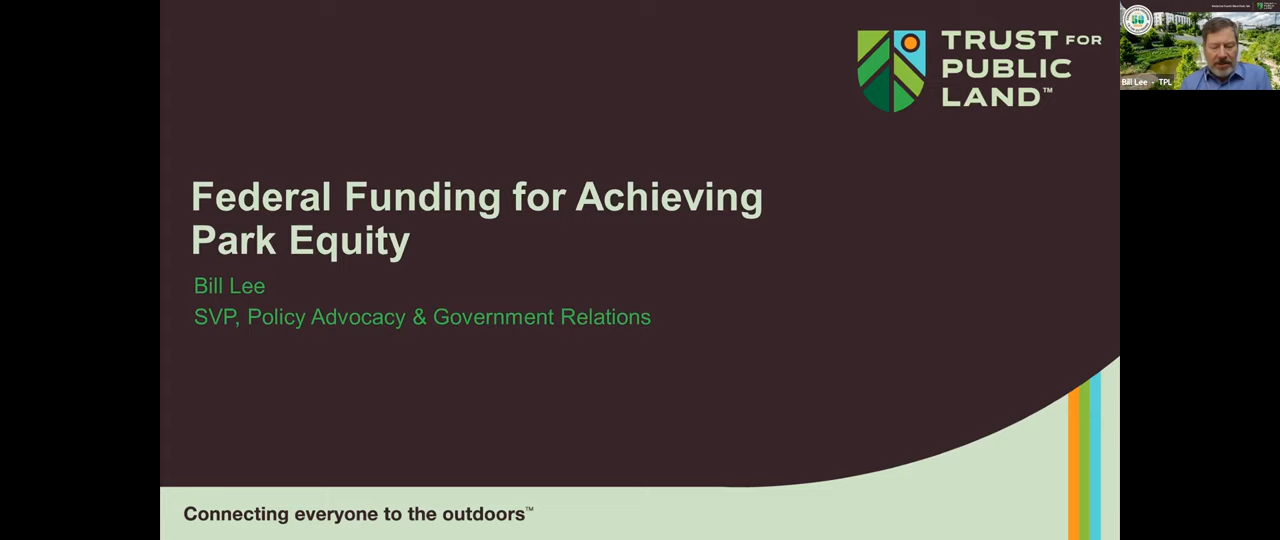 TRUST FOR
PUBLIC
LAND™
Federal Funding for Achieving
Park Equity
Bill Lee
SVP, Policy Advocacy & Government Relations
Connecting everyone to the outdoors™
50
Bill Lee - TPL